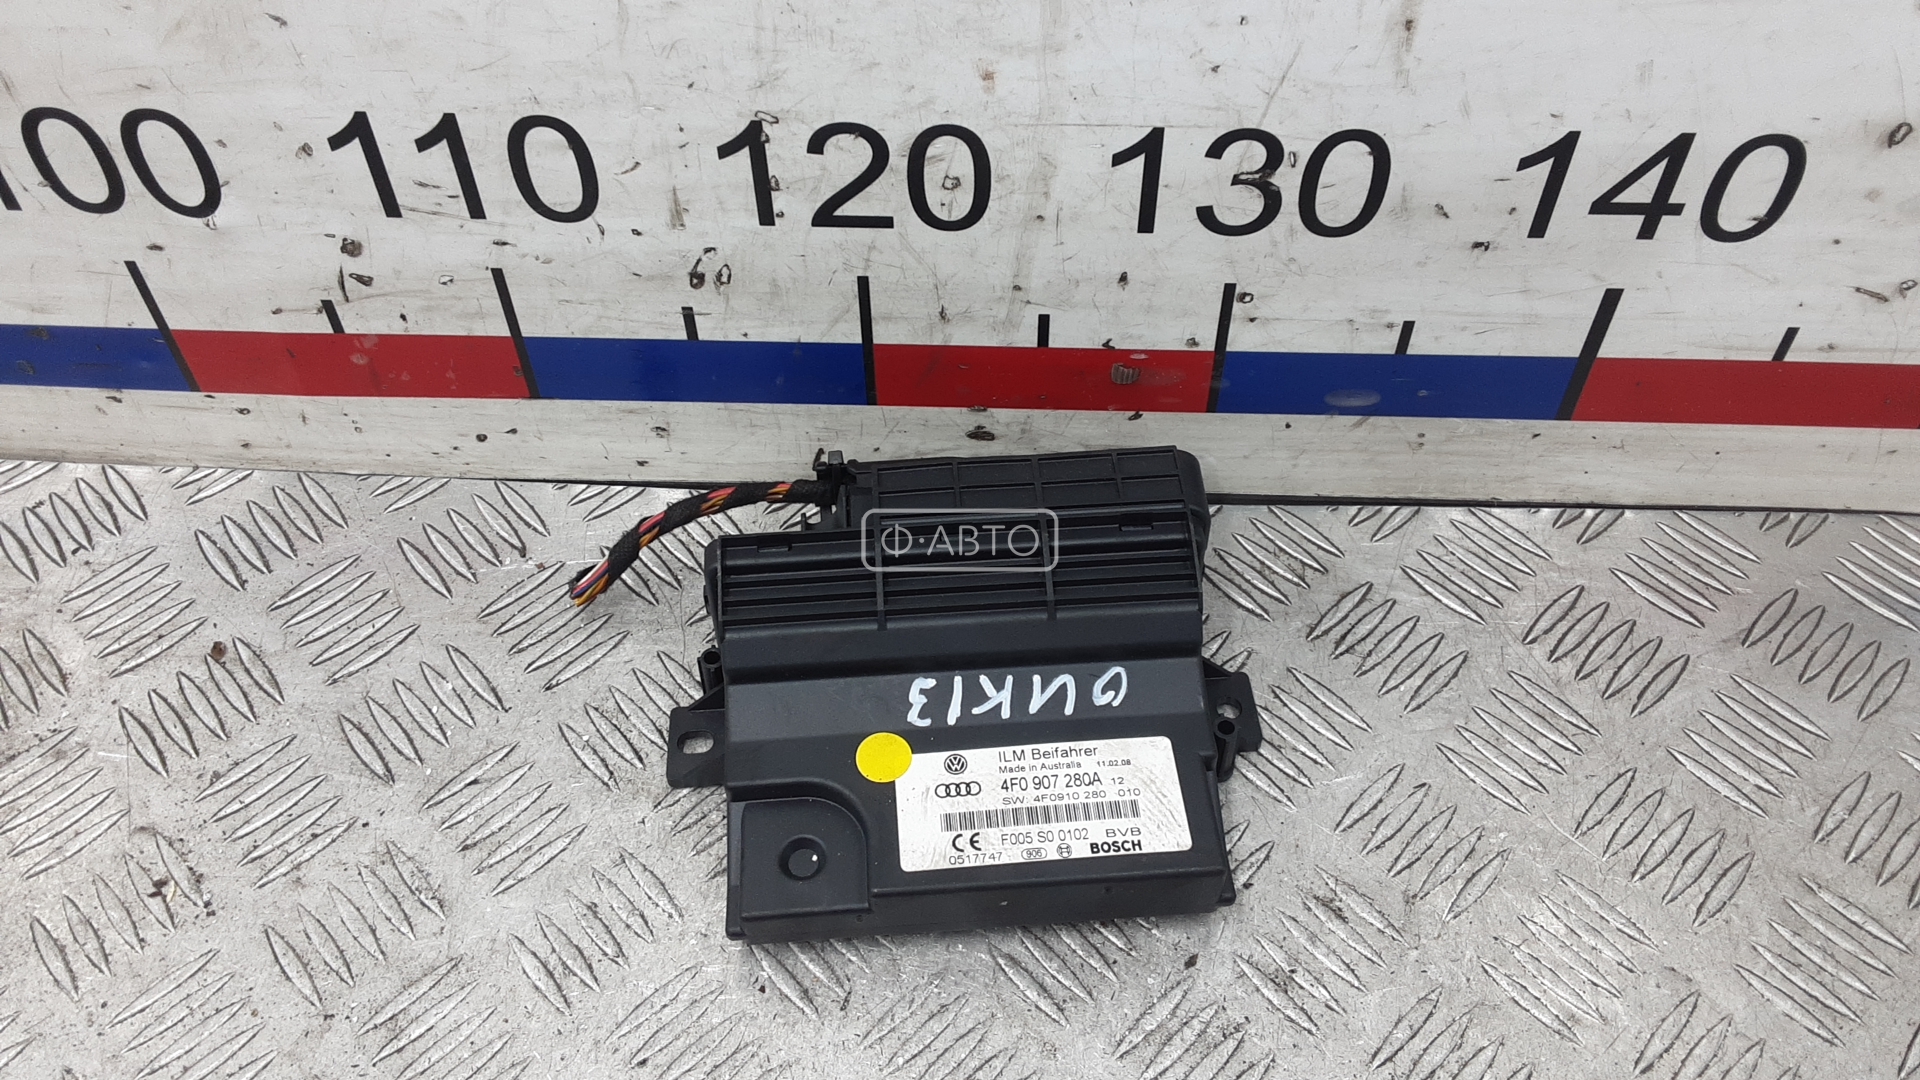 100 110 120 130 140
Ф·АВТО
ILM Beifahrer
Made in Australia 11.02.08
4F0 907 280A 12
SW: 4F0910 280 010
CE F005 S0 0102 BVB
0517747 906 BOSCH